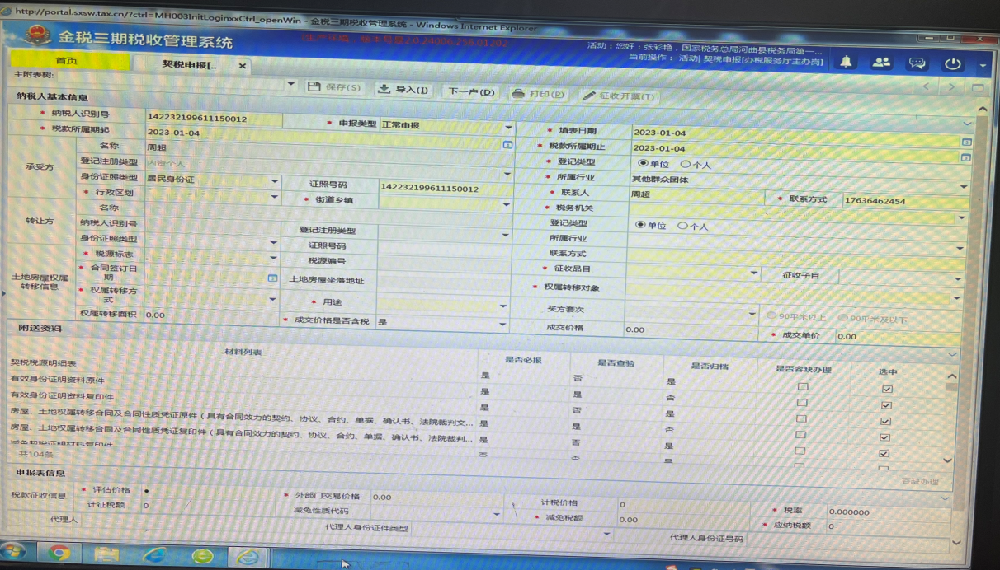 http://portal.sxsw.tax.cn/?ctrl=MH003InitLoginxxCtrl_openWin - 金税三期税收管理系统 - Windows Internet Explorer
金税三期税收管理系统
活动：您好：张彩艳，国家税务总局河曲县税务局第一...
当前操作： 活动| 契税申报[办税服务厅主办岗]
首页 契税申报[.. ×
主附表树:
保存(S) 导入(I) 下一户(D) 打印(P) 征收开票(T)
纳税人基本信息
* 纳税人识别号 142232199611150012 * 申报类型 正常申报 * 填表日期 2023-01-04
* 税款所属期起 2023-01-04 * 税款所属期止 2023-01-04
承受方
名称 周超 * 登记类型 单位 个人
登记注册类型 内资个人 * 所属行业 其他群众团体
身份证照类型 居民身份证 证照号码 142232199611150012 * 联系人 周超 * 联系方式 17636462454
* 行政区划 * 街道乡镇 * 税务机关
转让方
名称 登记类型 单位 个人
纳税人识别号 登记注册类型 所属行业
身份证照类型 证照号码 联系方式
土地房屋权属转移信息
* 税源标志 税源编号 * 征收品目 征收子目
* 合同签订日期 土地房屋坐落地址 * 权属转移对象
* 权属转移方式 * 用途 买方套次 90平米以上 90平米及以下
权属转移面积 0.00 * 成交价格是否含税 是 成交价格 0.00 * 成交单价 0.00
附送资料
材料列表 是否必报 是否查验 是否归档 是否容缺办理 选中
契税税源明细表 是 否 是
有效身份证明资料原件 是 是 否
有效身份证明资料复印件 是 否 是
房屋、土地权属转移合同及合同性质凭证原件（具有合同效力的契约、协议、合约、单据、确认书、法院裁判文... 是 是 否
房屋、土地权属转移合同及合同性质凭证复印件（具有合同效力的契约、协议、合约、单据、确认书、法院裁判... 是 否 是
减免契税证明材料复印件 否 否 是
共104条
容缺办理
申报表信息
税款征收信息
* 评估价格 * 外部门交易价格 0.00 计税价格 0 * 税率 0.000000
计征税额 0 减免性质代码 * 减免税额 0.00 * 应纳税额 0
代理人 代理人身份证件类型 代理人身份证号码